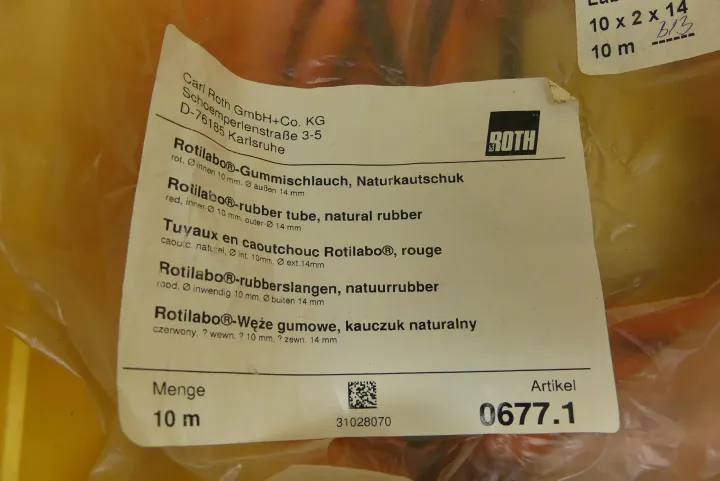 10 x 2 x 14
10 m
Carl Roth GmbH+Co. KG
Schoemperlenstraße 3-5
D-76185 Karlsruhe
ROTH
Rotilabo®-Gummischlauch, Naturkautschuk
rot, Ø innen 10 mm, Ø außen 14 mm
Rotilabo®-rubber tube, natural rubber
red, inner-Ø 10 mm, outer-Ø 14 mm
Tuyaux en caoutchouc Rotilabo®, rouge
caoutc. naturel, Ø int. 10mm, Ø ext.14mm
Rotilabo®-rubberslangen, natuurrubber
rood, Ø inwendig 10 mm, Ø buiten 14 mm
Rotilabo®-Węże gumowe, kauczuk naturalny
czerwony, ? wewn. ? 10 mm, ? zewn. 14 mm
Menge
10 m
31028070
Artikel
0677.1